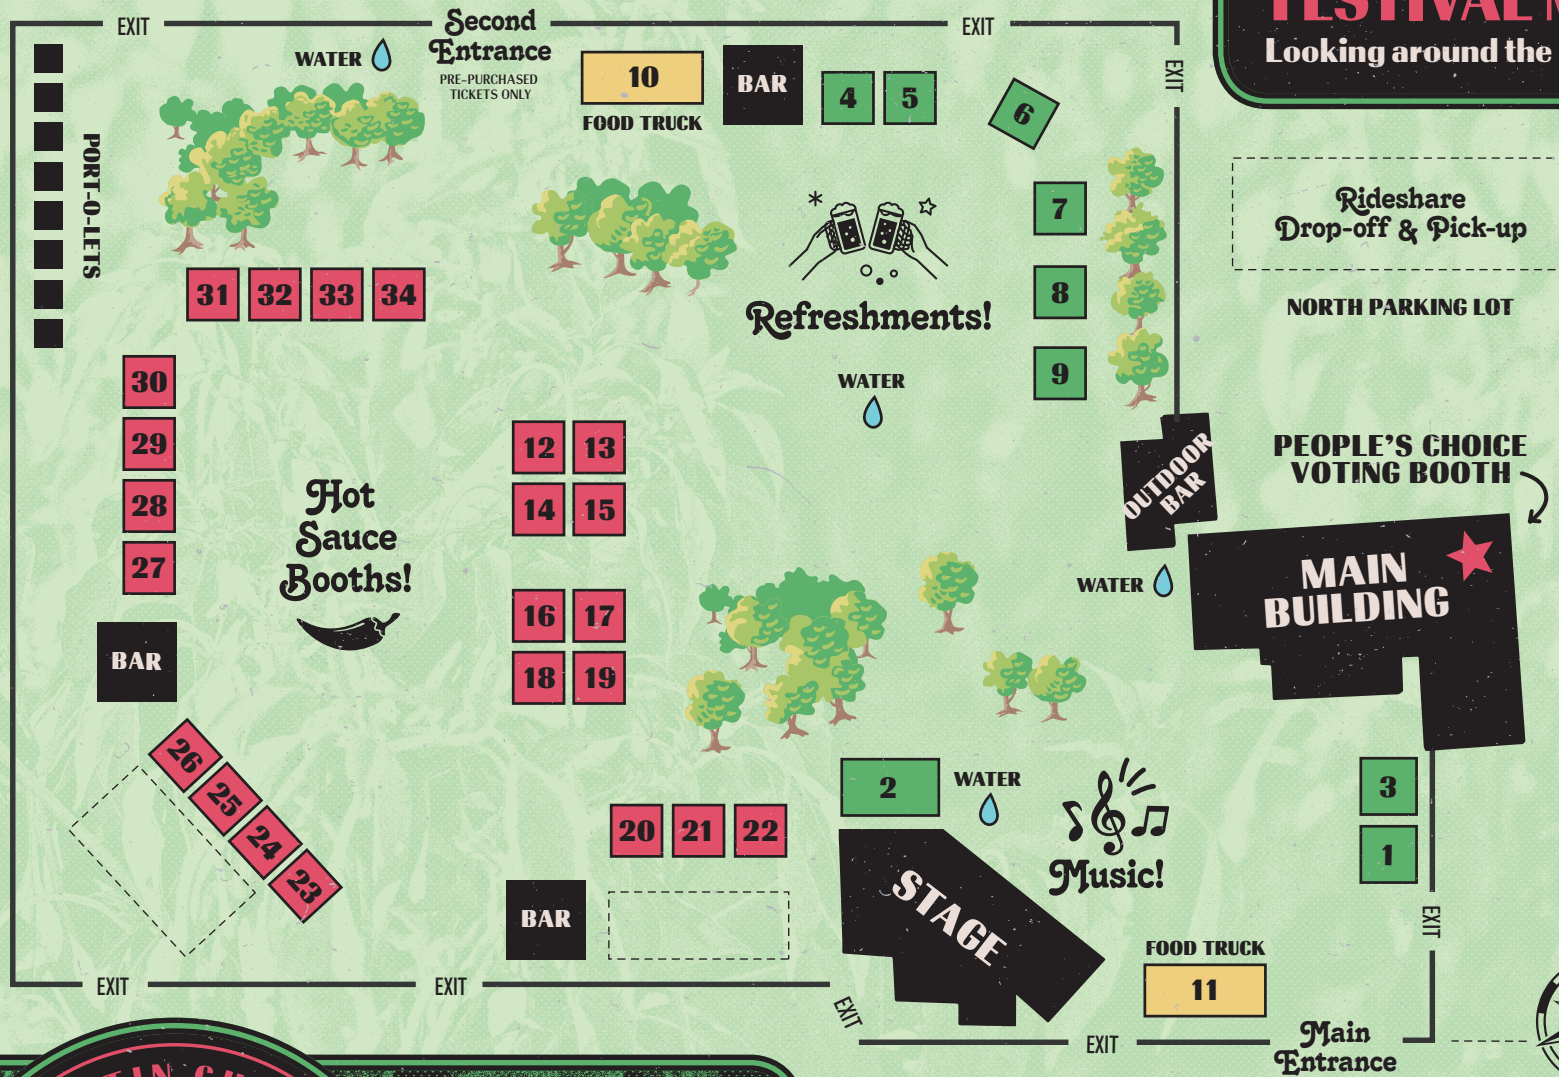 EXIT
Second
Entrance
PRE-PURCHASED
TICKETS ONLY
EXIT
EXIT
FESTIVAL
Looking around the
WATER
10
FOOD TRUCK
BAR
4
5
6
PORT-O-LETS
7
8
9
Rideshare
Drop-off & Pick-up
NORTH PARKING LOT
31
32
33
34
Refreshments!
WATER
30
29
28
27
Hot
Sauce
Booths!
12
13
14
15
16
17
18
19
OUTDOOR
BAR
PEOPLE'S CHOICE
VOTING BOOTH
WATER
MAIN
BUILDING
BAR
26
25
24
23
20
21
22
BAR
2
WATER
Music!
STAGE
3
1
EXIT
FOOD TRUCK
11
EXIT
EXIT
EXIT
EXIT
Main
Entrance